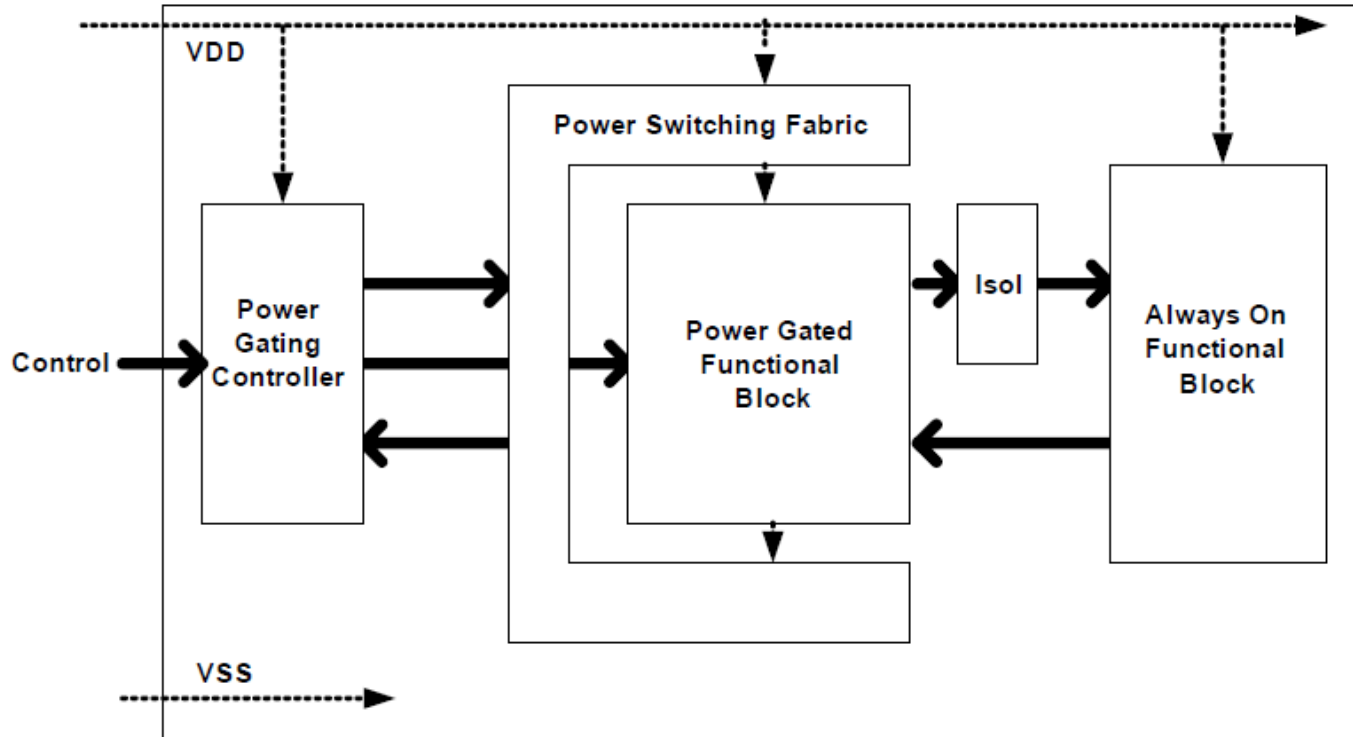 VDD
Power Switching Fabric
Power
Gating
Controller
Control
Power Gated
Functional
Block
Isol
Always On
Functional
Block
VSS